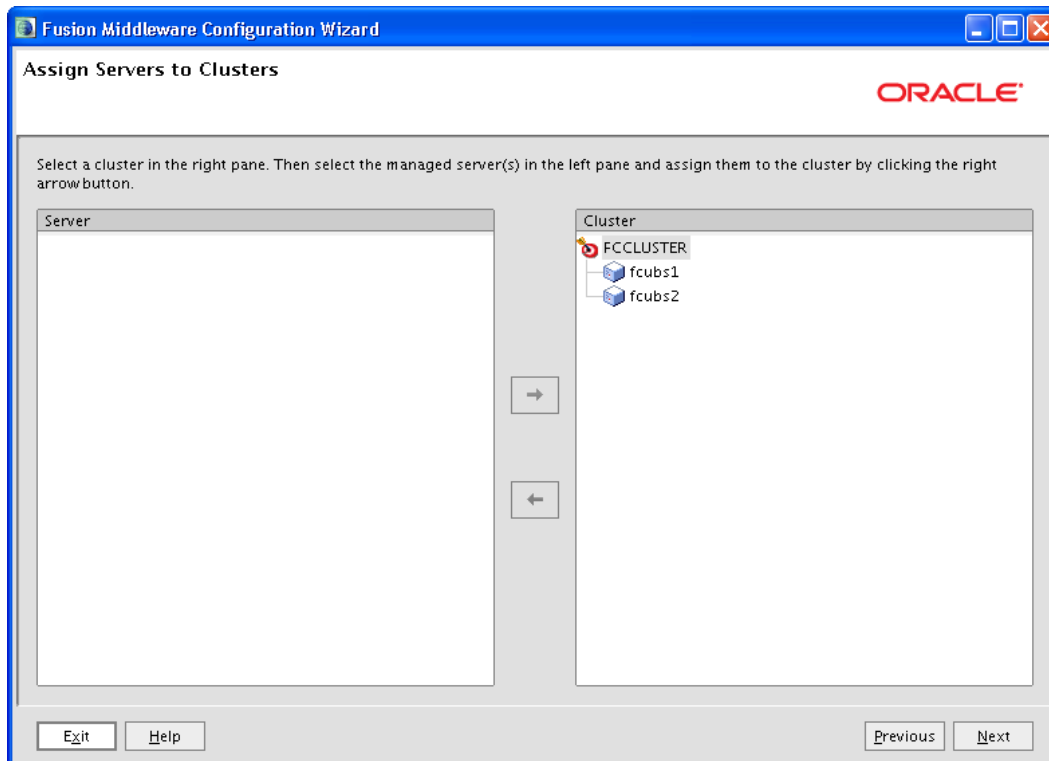 Fusion Middleware Configuration Wizard
Assign Servers to Clusters
ORACLE
Select a cluster in the right pane. Then select the managed server(s) in the left pane and assign them to the cluster by clicking the right
arrow button.
Server
Cluster
FCCLUSTER
fcubs1
fcubs2
Exit
Help
Previous
Next